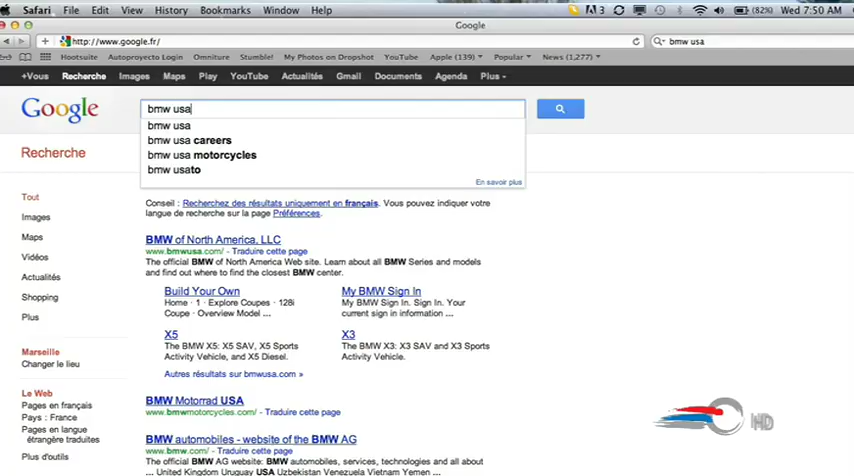 Safari File Edit View History Bookmarks Window Help 3 (82%) Wed 7:50 AM
Google
http://www.google.fr/ bmw usa
Hootsuite Autoproyecto Login Omniture Stumble! My Photos on Dropshot YouTube Apple (139) Popular News (1,277)
+Vous Recherche Images Maps Play YouTube Actualités Gmail Documents Agenda Plus
Google bmw usa
bmw usa
bmw usa careers
bmw usa motorcycles
bmw usato
En savoir plus
Recherche
Tout
Images
Maps
Vidéos
Actualités
Shopping
Plus
Marseille
Changer le lieu
Le Web
Pages en français
Pays : France
Pages en langue
étrangère traduites
Plus d'outils
Conseil : Recherchez des résultats uniquement en français. Vous pouvez indiquer votre
langue de recherche sur la page Préférences.
BMW of North America, LLC
www.bmwusa.com/ - Traduire cette page
The official BMW of North America Web site. Learn about all BMW Series and models
and find out where to find the closest BMW center.
Build Your Own
Home · 1 · Explore Coupes · 128i
Coupe · Overview Model ...
My BMW Sign In
My BMW Sign In. Sign In. Your
current sign in information ...
X5
The BMW X5: X5 SAV, X5 Sports
Activity Vehicle, and X5 Diesel.
X3
The BMW X3: X3 SAV and X3 Sports
Activity Vehicle.
Autres résultats sur bmwusa.com »
BMW Motorrad USA
www.bmwmotorcycles.com/ - Traduire cette page
BMW automobiles - website of the BMW AG
The official BMW AG website: BMW automobiles, services, technologies and all about ...
United Kingdom Uruguay USA Uzbekistan Venezuela Vietnam Yemen ...
HD